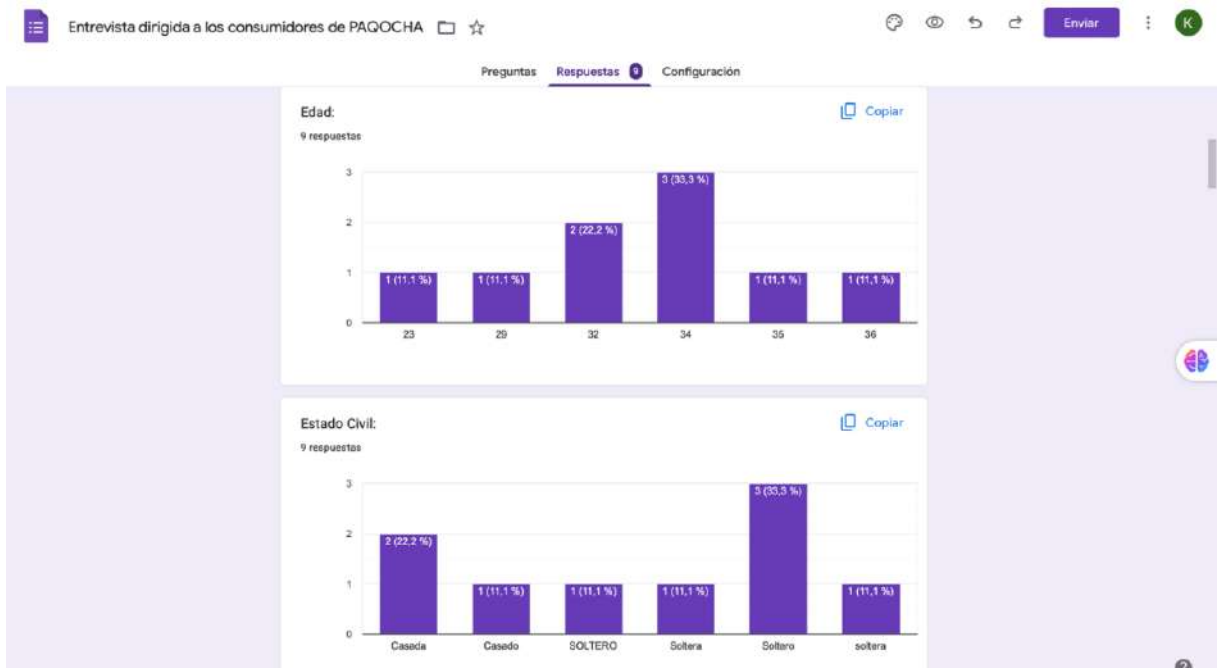 Entrevista dirigida a los consumidores de PAQOCHA
Enviar
K
Preguntas Respuestas 9 Configuración
Edad:
Copiar
9 respuestas
3
2
1
0
1 (11,1 %)
1 (11,1 %)
2 (22,2 %)
3 (33,3 %)
1 (11,1 %)
1 (11,1 %)
23 29 32 34 35 36
Estado Civil:
Copiar
9 respuestas
3
2
1
0
2 (22,2 %)
1 (11,1 %)
1 (11,1 %)
1 (11,1 %)
3 (33,3 %)
1 (11,1 %)
Casada Casado SOLTERO Soltera Soltero soltera